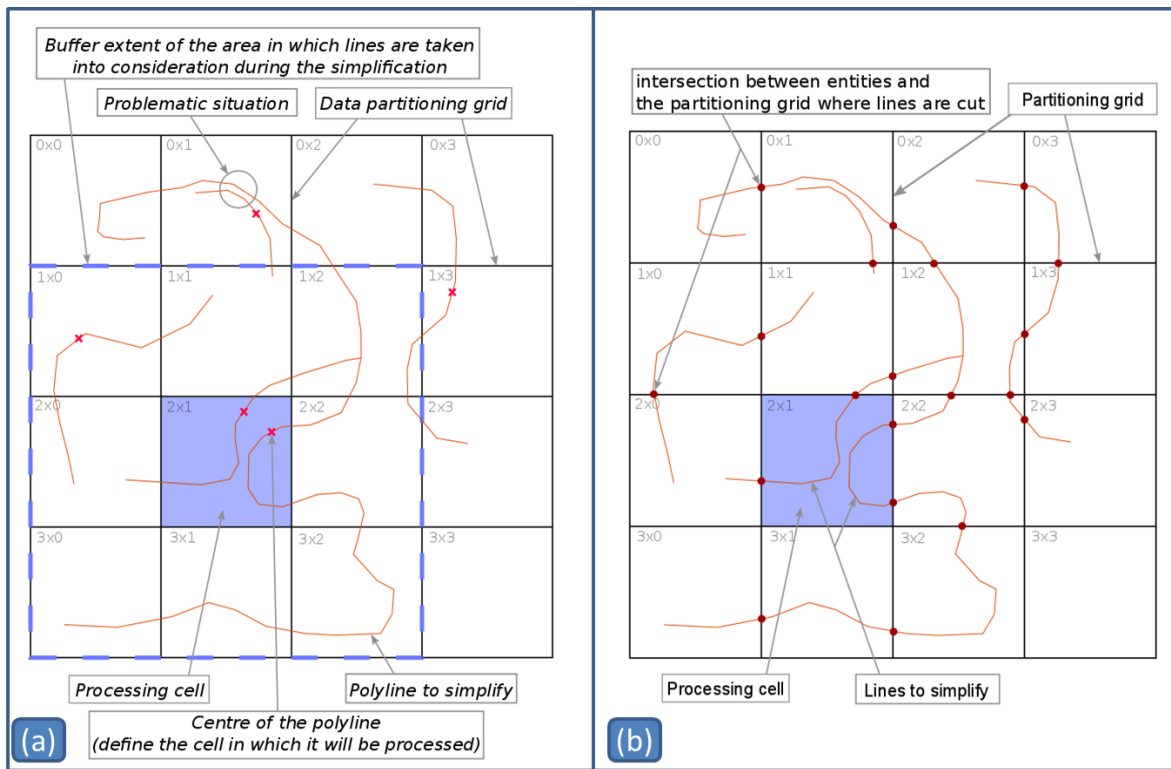 Buffer extent of the area in which lines are taken
into consideration during the simplification
Problematic situation
Data partitioning grid
0x0
0x1
0x2
0x3
1x0
1x1
1x2
1x3
2x0
2x1
2x2
2x3
3x0
3x1
3x2
3x3
Processing cell
Polyline to simplify
Centre of the polyline
(define the cell in which it will be processed)
(a)
intersection between entities and
the partitioning grid where lines are cut
Partitioning grid
0x0
0x1
0x2
0x3
1x0
1x1
1x2
1x3
2x0
2x1
2x2
2x3
3x0
3x1
3x2
3x3
Processing cell
Lines to simplify
(b)